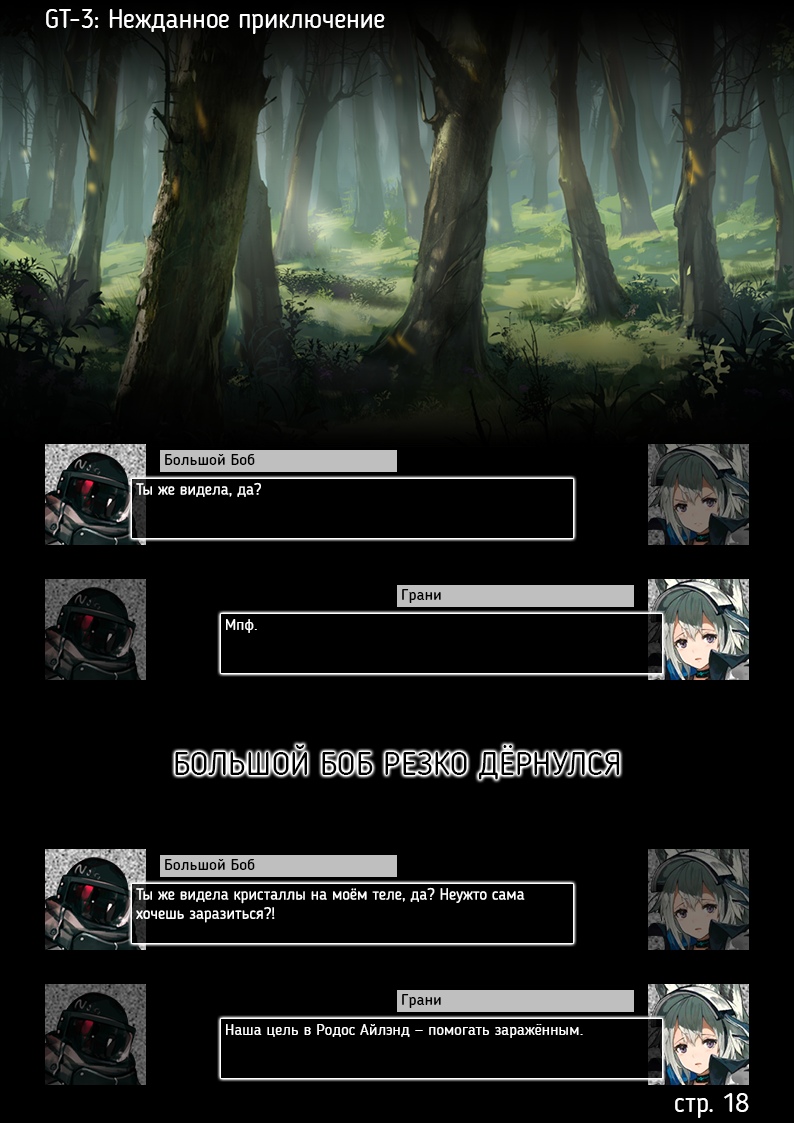 GT-3: Нежданное приключение
Большой Боб
Ты же видела, да?
Грани
Мпф.
БОЛЬШОЙ БОБ РЕЗКО ДЁРНУЛСЯ
Большой Боб
Ты же видела кристаллы на моём теле, да? Неужто сама
хочешь заразиться?!
Грани
Наша цель в Родос Айлэнд – помогать заражённым.
стр. 18